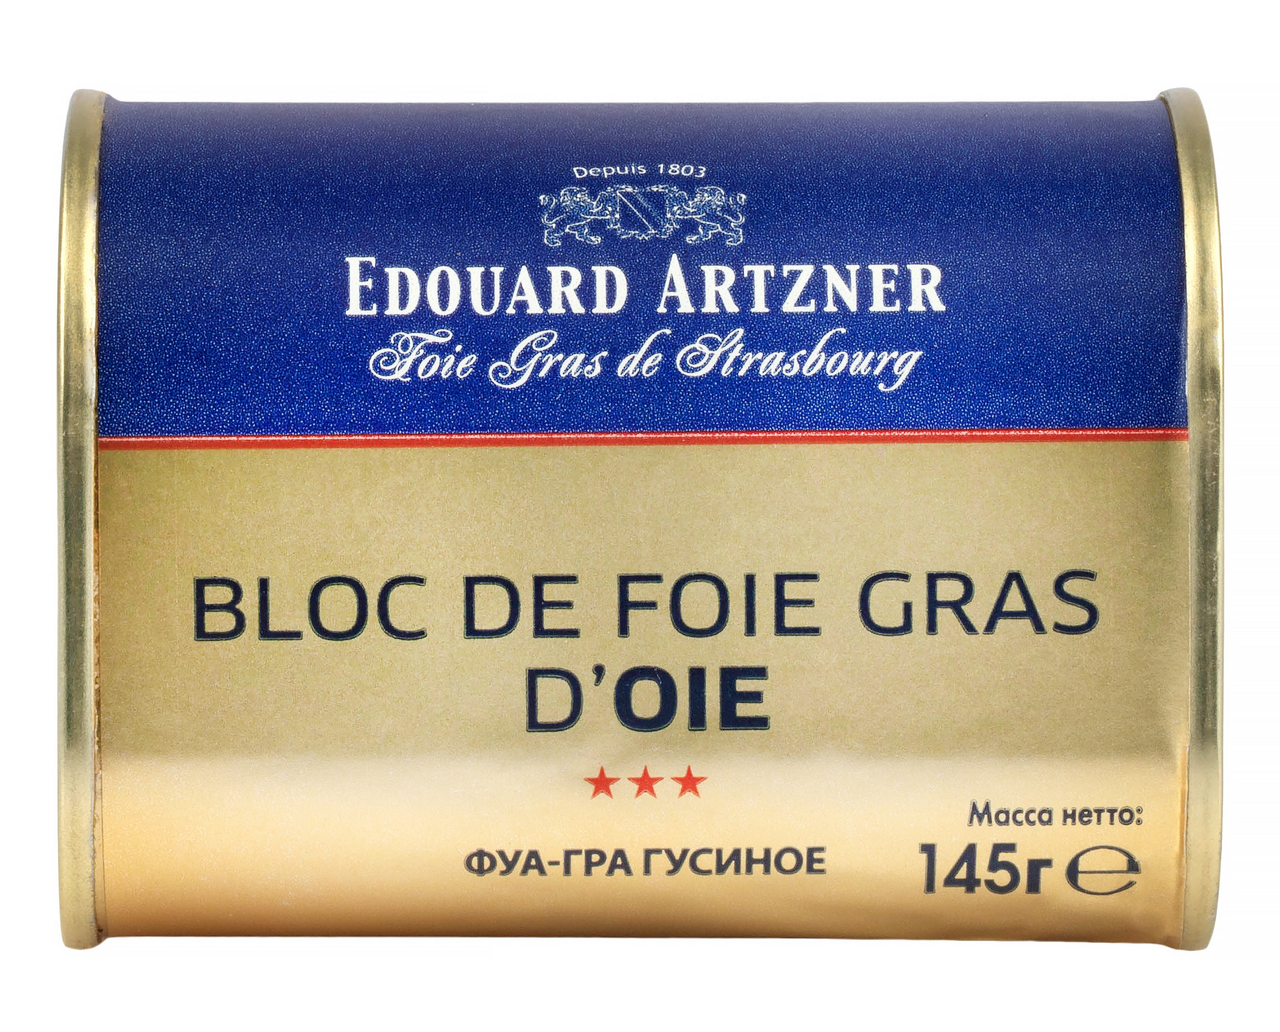 Depuis 1803
EDOUARD ARTZNER
Foie Gras de Strasbourg
BLOC DE FOIE GRAS
D'OIE
ФУА-ГРА ГУСИНОЕ
Масса нетто:
145г ℮